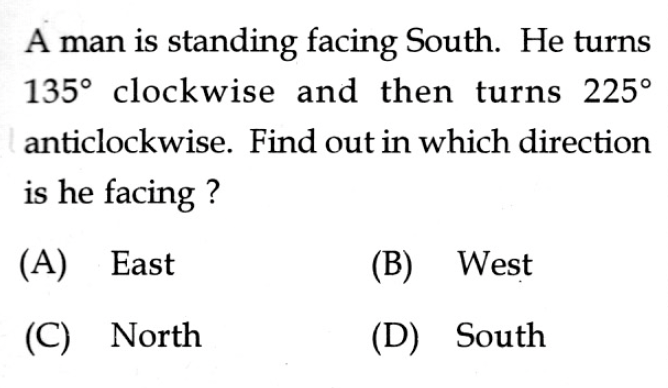 A man is standing facing South. He turns
135° clockwise and then turns 225°
anticlockwise. Find out in which direction
is he facing ?
(A) East (B) West
(C) North (D) South